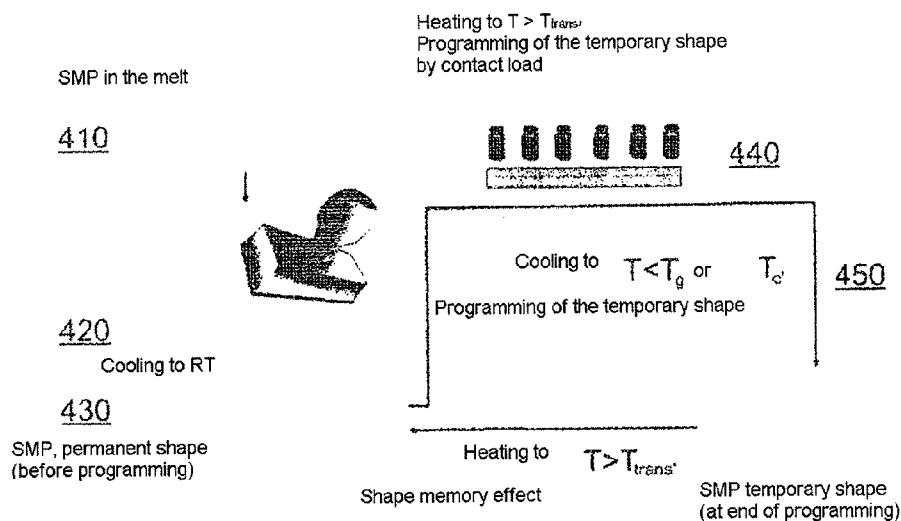 Heating to T > Ttrans,
Programming of the temporary shape
by contact load
SMP in the melt
410
440
Cooling to T<Tg or Tc,
450
Programming of the temporary shape
420
Cooling to RT
430
SMP, permanent shape
(before programming)
Heating to T>Ttrans.
Shape memory effect
SMP temporary shape
(at end of programming)